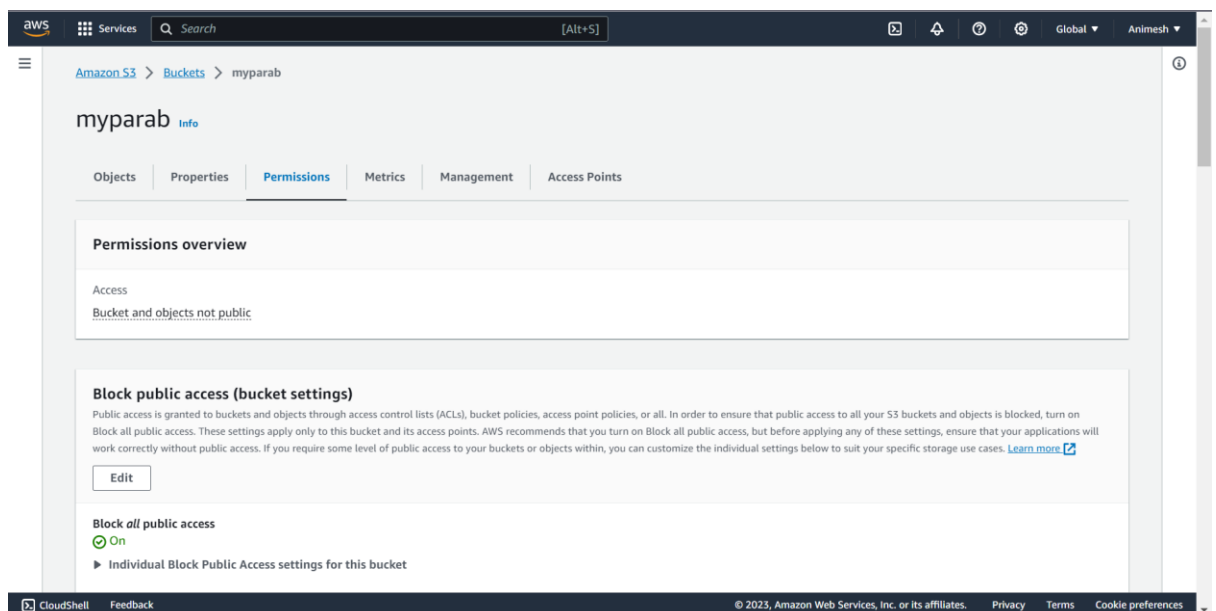 aws Services Search [Alt+S] Global Animesh
Amazon S3 > Buckets > myparab
myparab Info
Objects Properties Permissions Metrics Management Access Points
Permissions overview
Access
Bucket and objects not public
Block public access (bucket settings)
Public access is granted to buckets and objects through access control lists (ACLs), bucket policies, access point policies, or all. In order to ensure that public access to all your S3 buckets and objects is blocked, turn on
Block all public access. These settings apply only to this bucket and its access points. AWS recommends that you turn on Block all public access, but before applying any of these settings, ensure that your applications will
work correctly without public access. If you require some level of public access to your buckets or objects within, you can customize the individual settings below to suit your specific storage use cases. Learn more
Edit
Block all public access
On
Individual Block Public Access settings for this bucket
CloudShell Feedback © 2023, Amazon Web Services, Inc. or its affiliates. Privacy Terms Cookie preferences